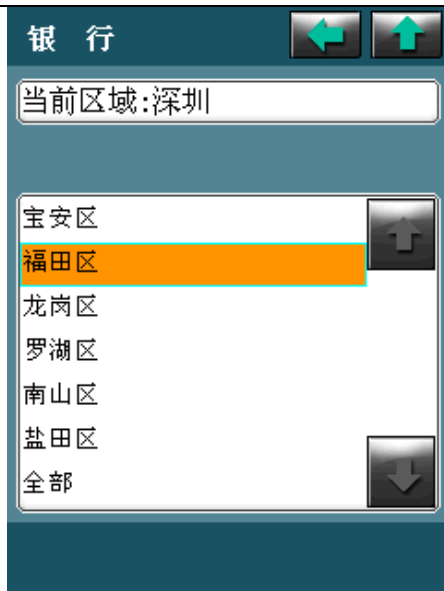 银 行
当前区域:深圳
宝安区
福田区
龙岗区
罗湖区
南山区
盐田区
全部